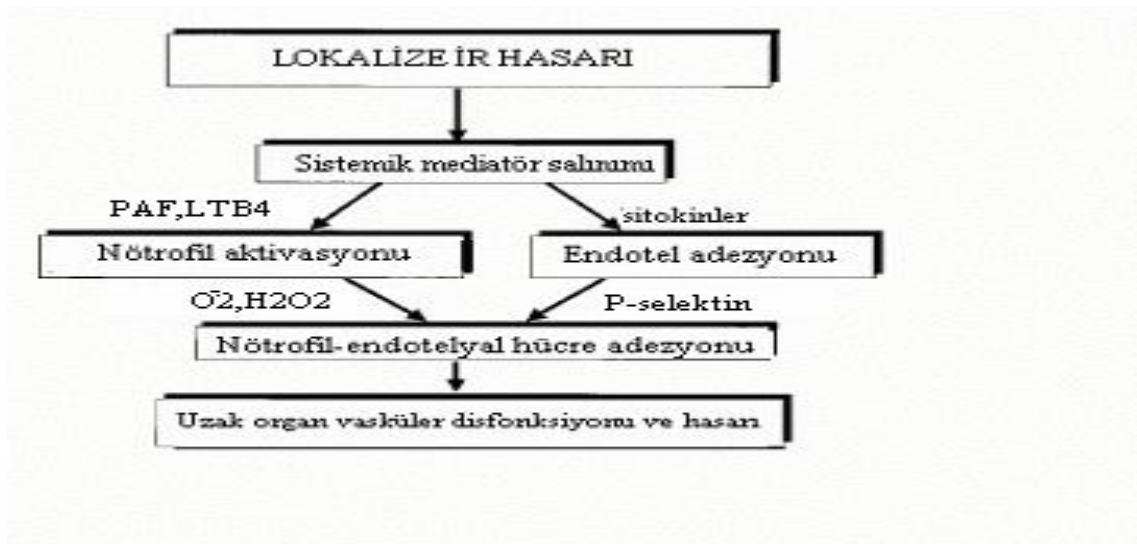 LOKALİZE İR HASARI
Sistemik mediatör salınımı
PAF,LTB4
sitokinler
Nötrofil aktivasyonu
Endotel adezyonu
O-2,H2O2
P-selektin
Nötrofil-endotelyal hücre adezyonu
Uzak organ vasküler disfonksiyonu ve hasarı